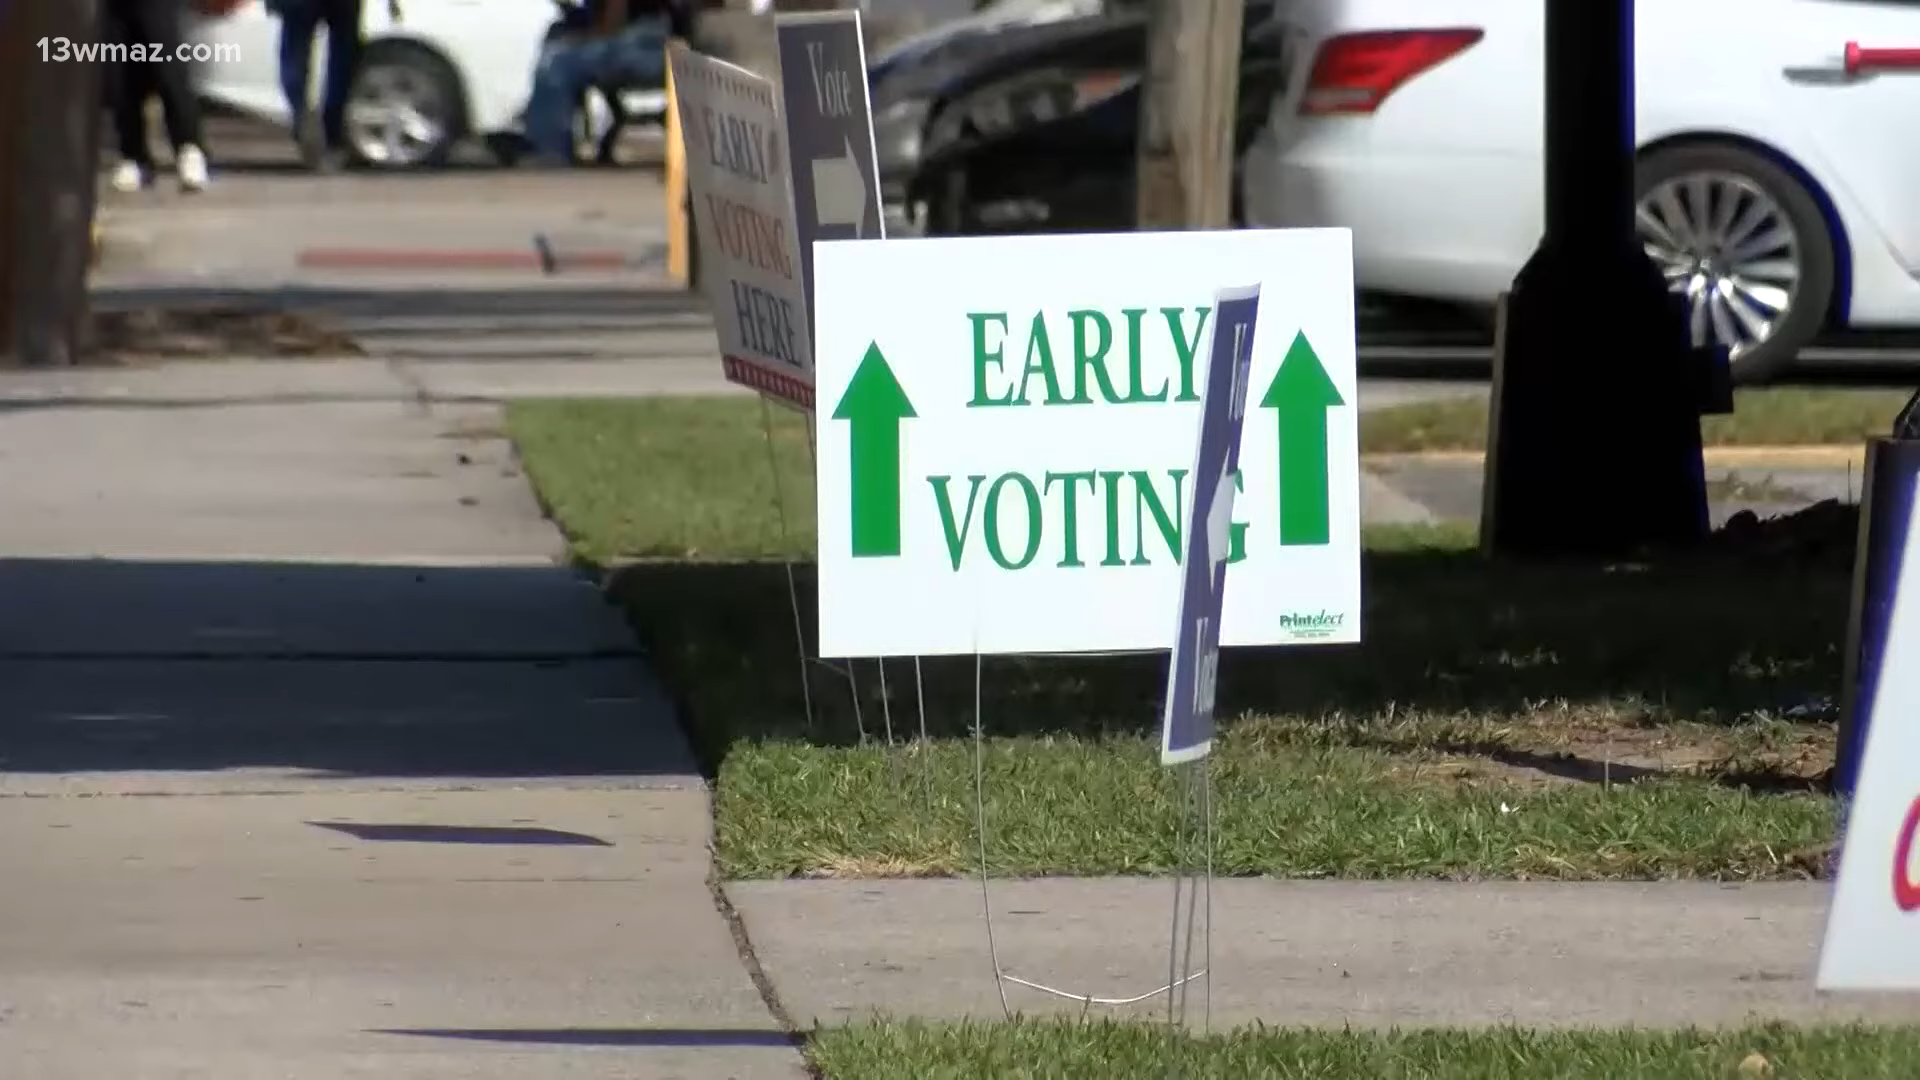 13wmaz.com
Vote
EARLY
VOTING
HERE
EARLY
VOTING
Printelect